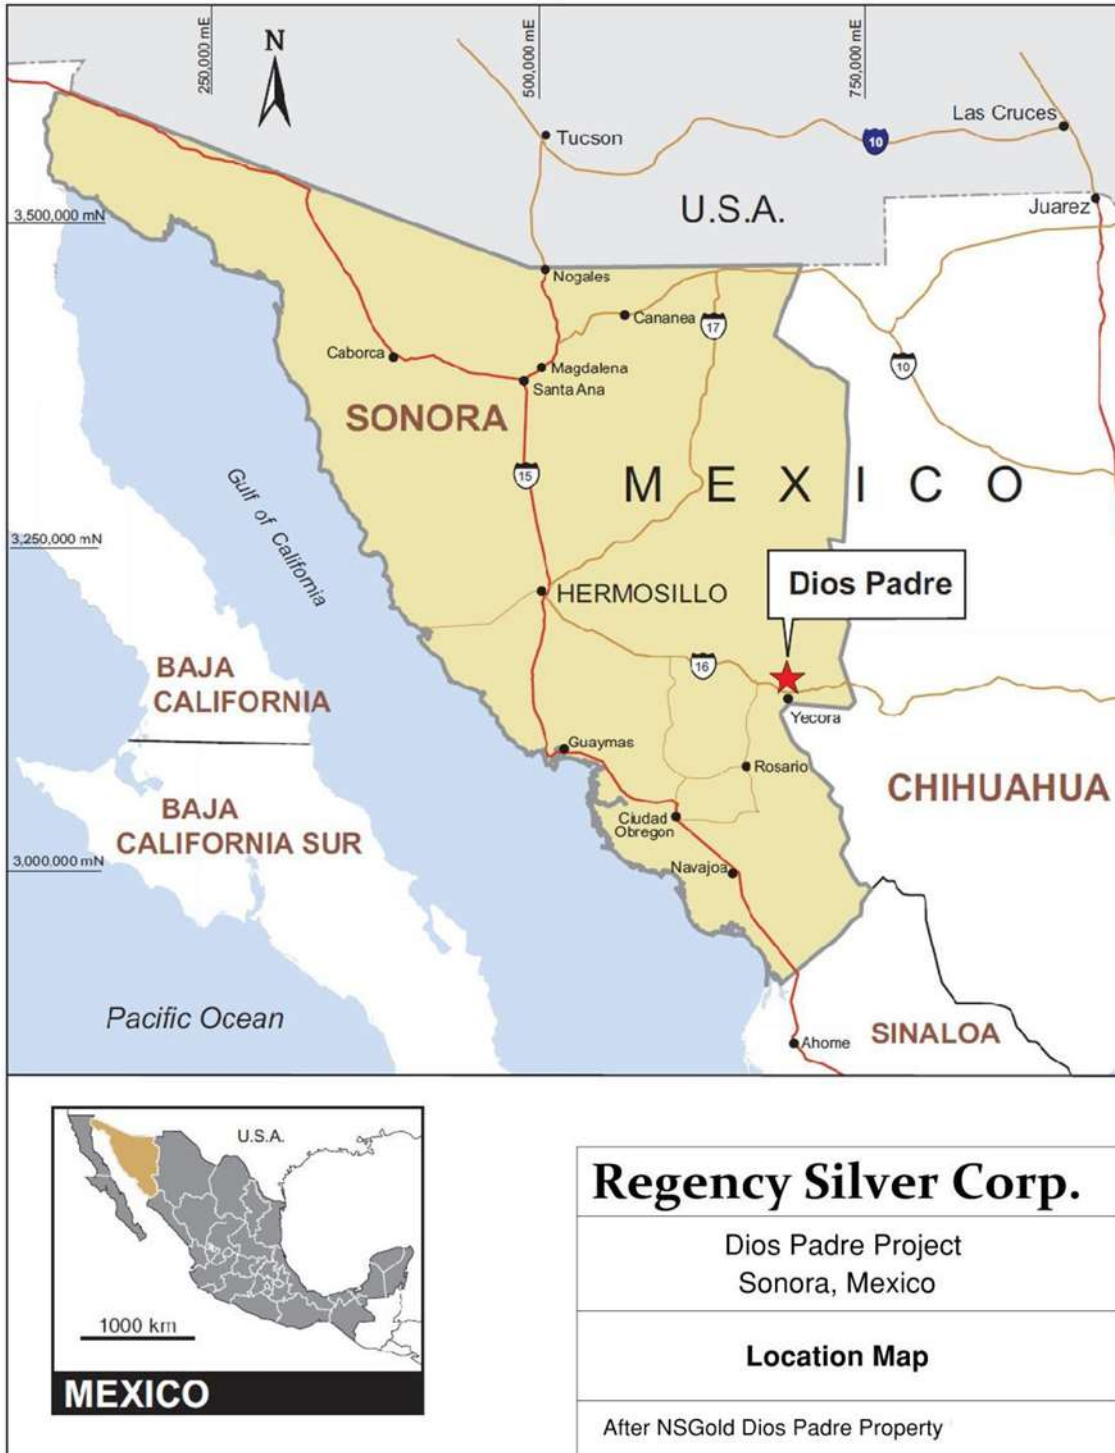 250,000 mE
500,000 mE
750,000 mE
N
Tucson
10
Las Cruces
U.S.A.
Juarez
3,500,000 mN
Nogales
Cananea
17
Caborca
Magdalena
Santa Ana
10
SONORA
MEXICO
15
Gulf of California
3,250,000 mN
Dios Padre
HERMOSILLO
16
BAJA
CALIFORNIA
Yecora
Guaymas
Rosario
CHIHUAHUA
BAJA
CALIFORNIA SUR
Ciudad
Obregon
3,000.000 mN
Navajoa
Pacific Ocean
SINALOA
Ahome
U.S.A.
1000 km
MEXICO
Regency Silver Corp.
Dios Padre Project
Sonora, Mexico
Location Map
After NSGold Dios Padre Property